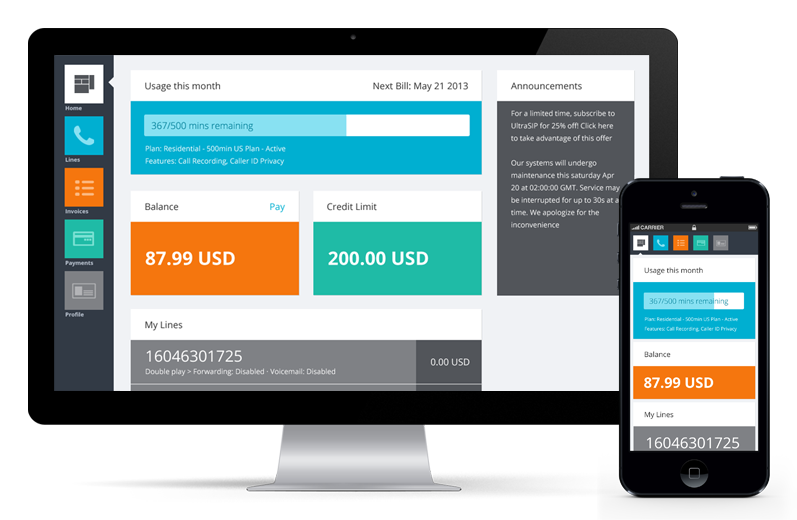 Home
Lines
Invoices
Payments
Profile
Usage this month
Next Bill: May 21 2013
367/500 mins remaining
Plan: Residential - 500min US Plan - Active
Features: Call Recording, Caller ID Privacy
Balance
Pay
87.99 USD
Credit Limit
200.00 USD
My Lines
16046301725
Double play > Forwarding: Disabled · Voicemail: Disabled
0.00 USD
Announcements
For a limited time, subscribe to
UltraSIP for 25% off! Click here
to take advantage of this offer
Our systems will undergo
maintenance this saturday Apr
20 at 02:00:00 GMT. Service may
be interrupted for up to 30s at a
time. We apologize for the
inconvenience
CARRIER
Usage this month
367/500 mins remaining
Plan: Residential - 500min US Plan - Active
Features: Call Recording, Caller ID Privacy
Balance
87.99 USD
My Lines
16046301725